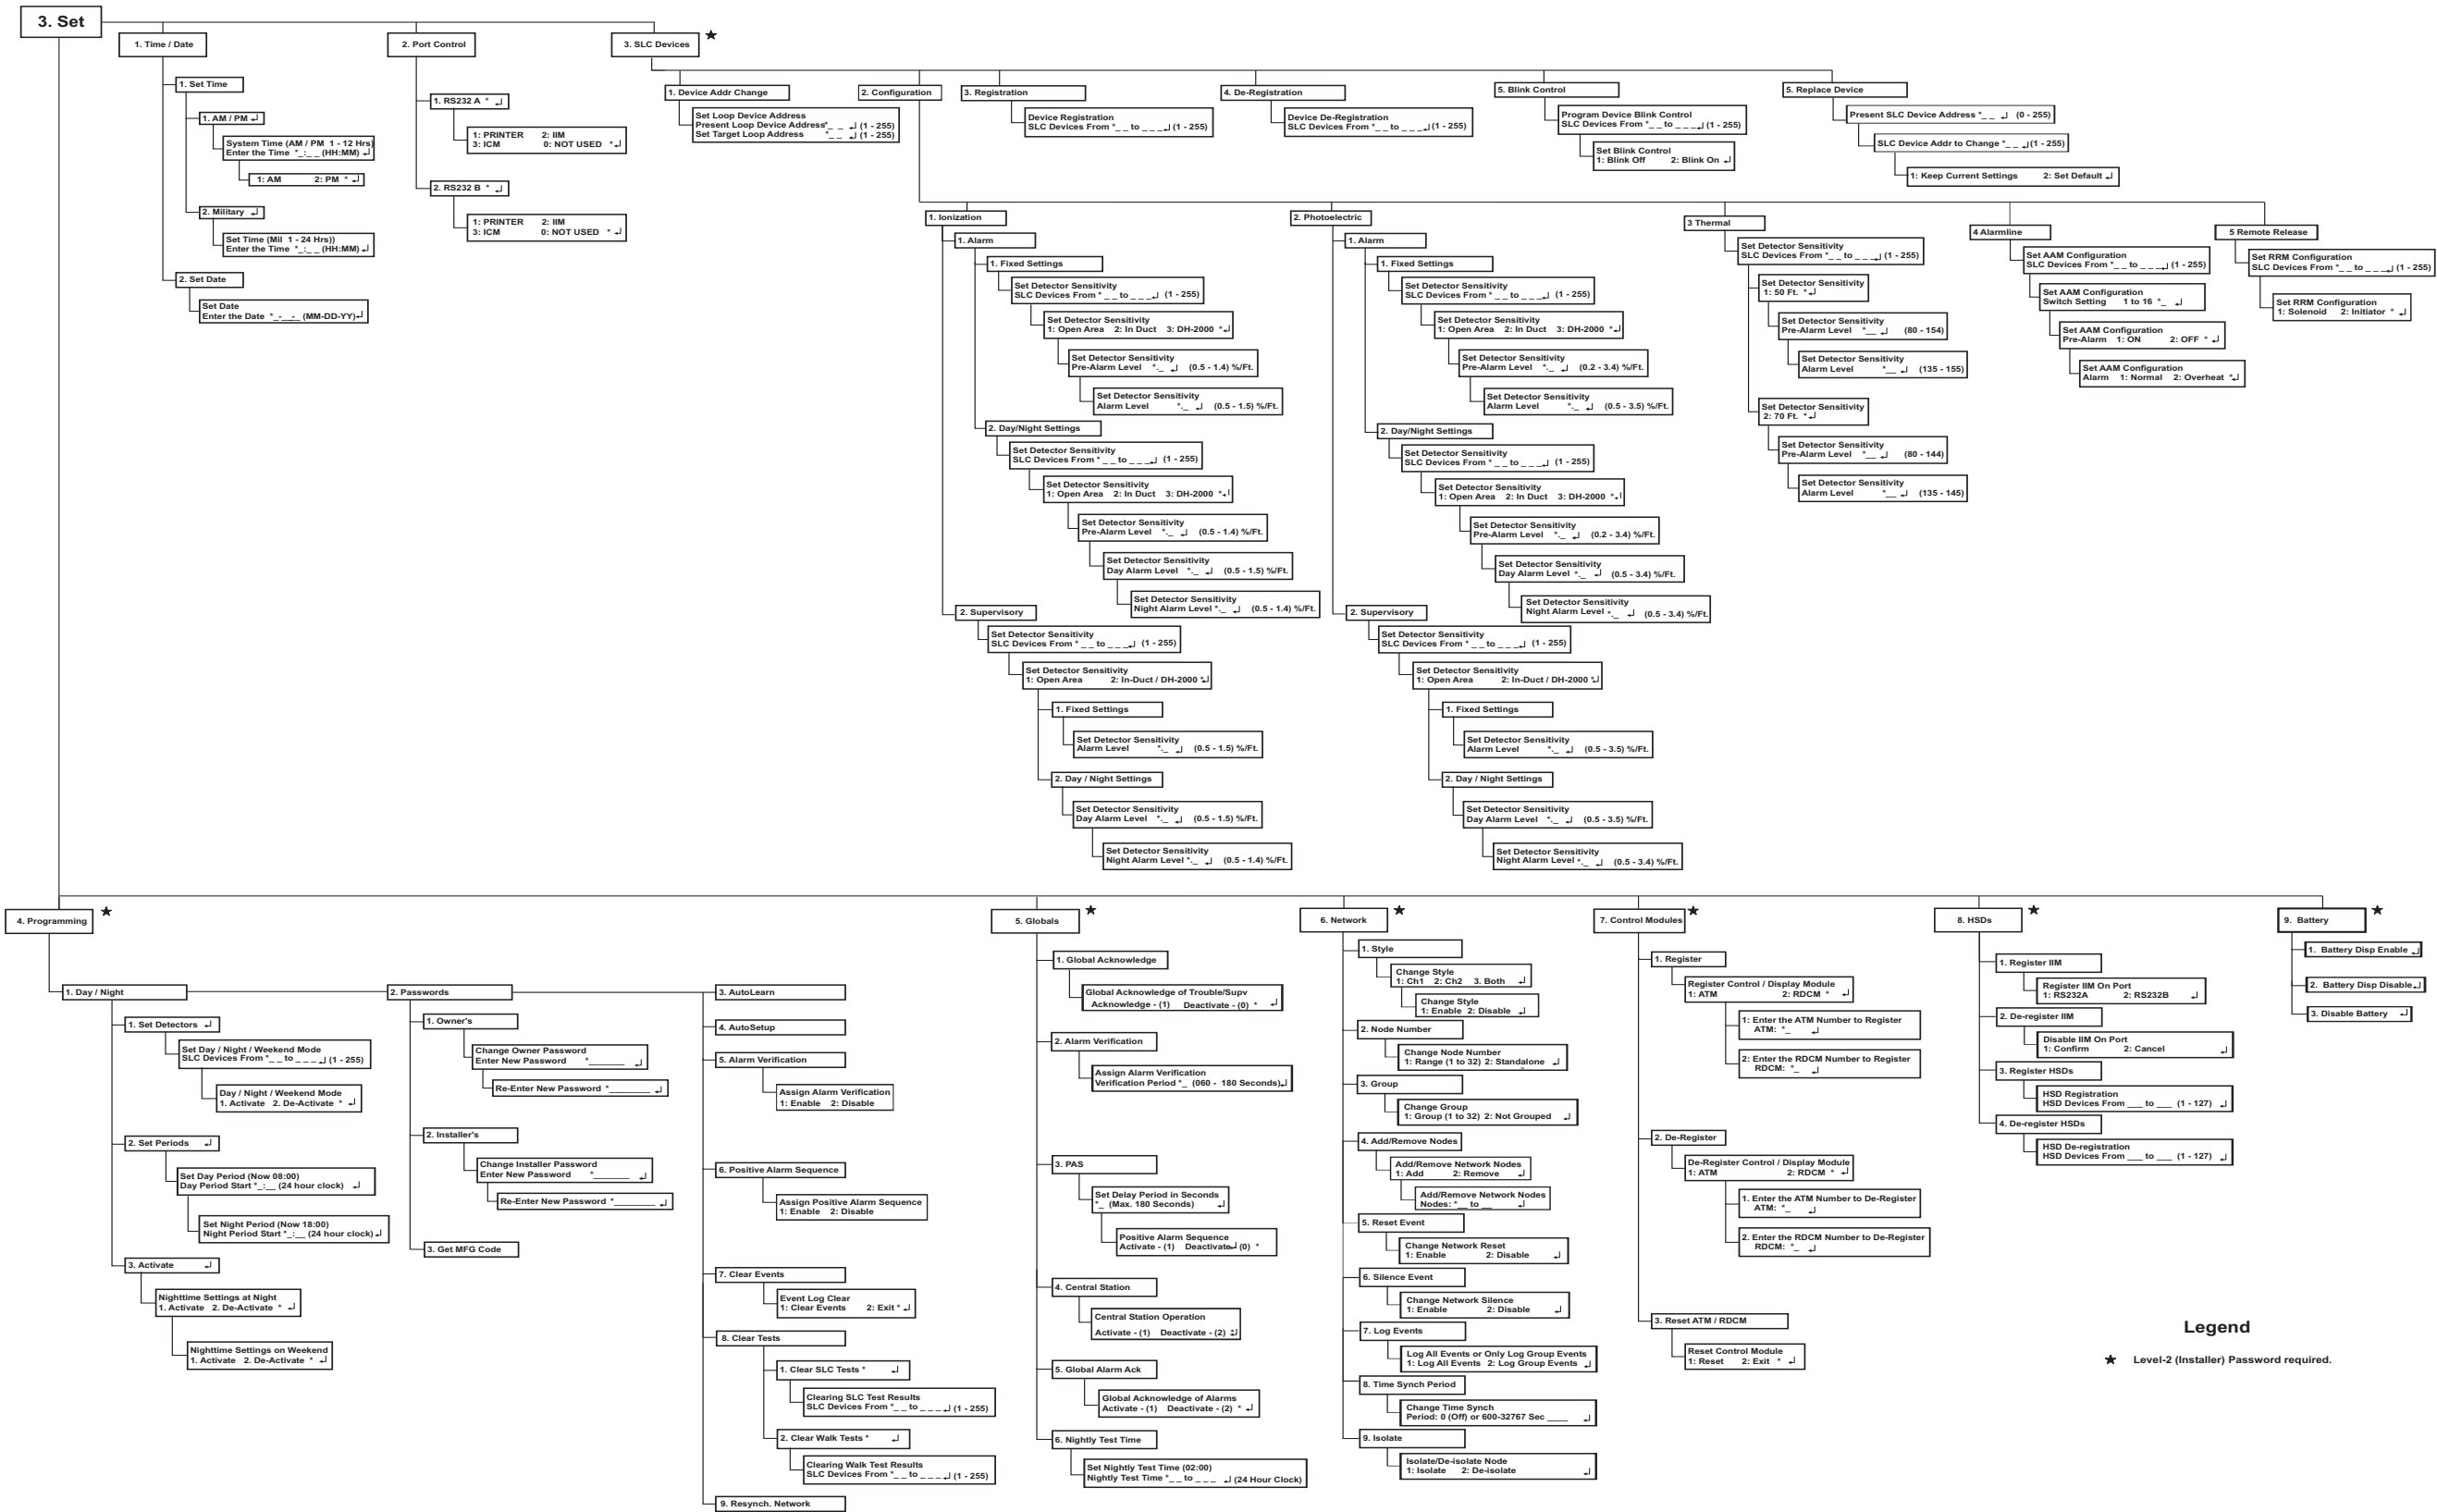 3. Set
1. Time / Date
1. Set Time
1. AM / PM ↵
System Time (AM / PM 1 - 12 Hrs)
Enter the Time *_:_ _ (HH:MM) ↵
1: AM 2: PM * ↵
2. Military ↵
Set Time (Mil 1 - 24 Hrs))
Enter the Time *_:_ _ (HH:MM) ↵
2. Set Date
Set Date
Enter the Date *_-__-_ (MM-DD-YY)↵
2. Port Control
1. RS232 A * ↵
1: PRINTER 2: IIM
3: ICM 0: NOT USED * ↵
2. RS232 B * ↵
1: PRINTER 2: IIM
3: ICM 0: NOT USED * ↵
3. SLC Devices ★
1. Device Addr Change
Set Loop Device Address
Present Loop Device Address*_ _ ↵ (1 - 255)
Set Target Loop Address *_ _ ↵ (1 - 255)
2. Configuration
3. Registration
Device Registration
SLC Devices From *_ _ to _ _ _↵ (1 - 255)
4. De-Registration
Device De-Registration
SLC Devices From *_ _ to _ _ _↵ (1 - 255)
5. Blink Control
Program Device Blink Control
SLC Devices From *_ _ to _ _ _↵ (1 - 255)
Set Blink Control
1: Blink Off 2: Blink On ↵
5. Replace Device
Present SLC Device Address *_ _ ↵ (0 - 255)
SLC Device Addr to Change *_ _ ↵ (1 - 255)
1: Keep Current Settings 2: Set Default ↵
1. Ionization
1. Alarm
1. Fixed Settings
Set Detector Sensitivity
SLC Devices From * _ _ to _ _ _↵ (1 - 255)
Set Detector Sensitivity
1: Open Area 2: In Duct 3: DH-2000 *↵
Set Detector Sensitivity
Pre-Alarm Level *._ ↵ (0.5 - 1.4) %/Ft.
Set Detector Sensitivity
Alarm Level *._ ↵ (0.5 - 1.5) %/Ft.
2. Day/Night Settings
Set Detector Sensitivity
SLC Devices From * _ _ to _ _ _↵ (1 - 255)
Set Detector Sensitivity
1: Open Area 2: In Duct 3: DH-2000 *↵
Set Detector Sensitivity
Pre-Alarm Level *._ ↵ (0.5 - 1.4) %/Ft.
Set Detector Sensitivity
Day Alarm Level *._ ↵ (0.5 - 1.5) %/Ft.
Set Detector Sensitivity
Night Alarm Level *._ ↵ (0.5 - 1.4) %/Ft.
2. Supervisory
Set Detector Sensitivity
SLC Devices From * _ _ to _ _ _↵ (1 - 255)
Set Detector Sensitivity
1: Open Area 2: In-Duct / DH-2000 *↵
1. Fixed Settings
Set Detector Sensitivity
Alarm Level *._ ↵ (0.5 - 1.5) %/Ft.
2. Day / Night Settings
Set Detector Sensitivity
Day Alarm Level *._ ↵ (0.5 - 1.5) %/Ft.
Set Detector Sensitivity
Night Alarm Level *._ ↵ (0.5 - 1.4) %/Ft.
2. Photoelectric
1. Alarm
1. Fixed Settings
Set Detector Sensitivity
SLC Devices From * _ _ to _ _ _↵ (1 - 255)
Set Detector Sensitivity
1: Open Area 2: In Duct 3: DH-2000 *↵
Set Detector Sensitivity
Pre-Alarm Level *._ ↵ (0.2 - 3.4) %/Ft.
Set Detector Sensitivity
Alarm Level *._ ↵ (0.5 - 3.5) %/Ft.
2. Day/Night Settings
Set Detector Sensitivity
SLC Devices From * _ _ to _ _ _↵ (1 - 255)
Set Detector Sensitivity
1: Open Area 2: In Duct 3: DH-2000 *↵
Set Detector Sensitivity
Pre-Alarm Level *._ ↵ (0.2 - 3.4) %/Ft.
Set Detector Sensitivity
Day Alarm Level *._ ↵ (0.5 - 3.4) %/Ft.
Set Detector Sensitivity
Night Alarm Level *._ ↵ (0.5 - 3.4) %/Ft.
2. Supervisory
Set Detector Sensitivity
SLC Devices From * _ _ to _ _ _↵ (1 - 255)
Set Detector Sensitivity
1: Open Area 2: In-Duct / DH-2000 *↵
1. Fixed Settings
Set Detector Sensitivity
Alarm Level *._ ↵ (0.5 - 3.5) %/Ft.
2. Day / Night Settings
Set Detector Sensitivity
Day Alarm Level *._ ↵ (0.5 - 3.5) %/Ft.
Set Detector Sensitivity
Night Alarm Level *._ ↵ (0.5 - 3.4) %/Ft.
3 Thermal
Set Detector Sensitivity
SLC Devices From *_ _ to _ _ _↵ (1 - 255)
Set Detector Sensitivity
1: 50 Ft. *↵
Set Detector Sensitivity
Pre-Alarm Level *__ ↵ (80 - 154)
Set Detector Sensitivity
Alarm Level *__ ↵ (135 - 155)
Set Detector Sensitivity
2: 70 Ft. *↵
Set Detector Sensitivity
Pre-Alarm Level *__ ↵ (80 - 144)
Set Detector Sensitivity
Alarm Level *__ ↵ (135 - 145)
4 Alarmline
Set AAM Configuration
SLC Devices From *_ _ to _ _ _↵ (1 - 255)
Set AAM Configuration
Switch Setting 1 to 16 *_ ↵
Set AAM Configuration
Pre-Alarm 1: ON 2: OFF * ↵
Set AAM Configuration
Alarm 1: Normal 2: Overheat *↵
5 Remote Release
Set RRM Configuration
SLC Devices From *_ _ to _ _ _↵ (1 - 255)
Set RRM Configuration
1: Solenoid 2: Initiator * ↵
4. Programming ★
1. Day / Night
1. Set Detectors ↵
Set Day / Night / Weekend Mode
SLC Devices From *_ _ to _ _ _ ↵ (1 - 255)
Day / Night / Weekend Mode
1. Activate 2. De-Activate * ↵
2. Set Periods ↵
Set Day Period (Now 08:00)
Day Period Start *_:__ (24 hour clock) ↵
Set Night Period (Now 18:00)
Night Period Start *_:__ (24 hour clock)↵
3. Activate ↵
Nighttime Settings at Night
1. Activate 2. De-Activate * ↵
Nighttime Settings on Weekend
1. Activate 2. De-Activate * ↵
2. Passwords
1. Owner's
Change Owner Password
Enter New Password *_______ ↵
Re-Enter New Password *_______ ↵
2. Installer's
Change Installer Password
Enter New Password *_______ ↵
Re-Enter New Password *________ ↵
3. Get MFG Code
3. AutoLearn
4. AutoSetup
5. Alarm Verification
Assign Alarm Verification
1: Enable 2: Disable
6. Positive Alarm Sequence
Assign Positive Alarm Sequence
1: Enable 2: Disable
7. Clear Events
Event Log Clear
1: Clear Events 2: Exit * ↵
8. Clear Tests
1. Clear SLC Tests * ↵
Clearing SLC Test Results
SLC Devices From *_ _ to _ _ _ ↵ (1 - 255)
2. Clear Walk Tests * ↵
Clearing Walk Test Results
SLC Devices From *_ _ to _ _ _ ↵ (1 - 255)
9. Resynch. Network
5. Globals ★
1. Global Acknowledge
Global Acknowledge of Trouble/Supv
Acknowledge - (1) Deactivate - (0) * ↵
2. Alarm Verification
Assign Alarm Verification
Verification Period *_ (060 - 180 Seconds)↵
3. PAS
Set Delay Period in Seconds
*_ (Max. 180 Seconds) ↵
Positive Alarm Sequence
Activate - (1) Deactivate↵ (0) *
4. Central Station
Central Station Operation
Activate - (1) Deactivate - (2) *↵
5. Global Alarm Ack
Global Acknowledge of Alarms
Activate - (1) Deactivate - (2) * ↵
6. Nightly Test Time
Set Nightly Test Time (02:00)
Nightly Test Time *_ _ to _ _ _ ↵ (24 Hour Clock)
6. Network ★
1. Style
Change Style
1: Ch1 2: Ch2 3. Both ↵
Change Style
1: Enable 2: Disable ↵
2. Node Number
Change Node Number
1: Range (1 to 32) 2: Standalone ↵
3. Group
Change Group
1: Group (1 to 32) 2: Not Grouped ↵
4. Add/Remove Nodes
Add/Remove Network Nodes
1: Add 2: Remove ↵
Add/Remove Network Nodes
Nodes: *__ to __ ↵
5. Reset Event
Change Network Reset
1: Enable 2: Disable ↵
6. Silence Event
Change Network Silence
1: Enable 2: Disable ↵
7. Log Events
Log All Events or Only Log Group Events
1: Log All Events 2: Log Group Events ↵
8. Time Synch Period
Change Time Synch
Period: 0 (Off) or 600-32767 Sec ____ ↵
9. Isolate
Isolate/De-isolate Node
1: Isolate 2: De-isolate ↵
7. Control Modules ★
1. Register
Register Control / Display Module
1: ATM 2: RDCM * ↵
1: Enter the ATM Number to Register
ATM: *_ ↵
2: Enter the RDCM Number to Register
RDCM: *_ ↵
2. De-Register
De-Register Control / Display Module
1: ATM 2: RDCM * ↵
1. Enter the ATM Number to De-Register
ATM: *_ ↵
2. Enter the RDCM Number to De-Register
RDCM: *_ ↵
3. Reset ATM / RDCM
Reset Control Module
1: Reset 2: Exit * ↵
8. HSDs ★
1. Register IIM
Register IIM On Port
1: RS232A 2: RS232B ↵
2. De-register IIM
Disable IIM On Port
1: Confirm 2: Cancel ↵
3. Register HSDs
HSD Registration
HSD Devices From ___ to ___ (1 - 127) ↵
4. De-register HSDs
HSD De-registration
HSD Devices From ___ to ___ (1 - 127) ↵
9. Battery ★
1. Battery Disp Enable ↵
2. Battery Disp Disable↵
3. Disable Battery ↵
Legend
★ Level-2 (Installer) Password required.